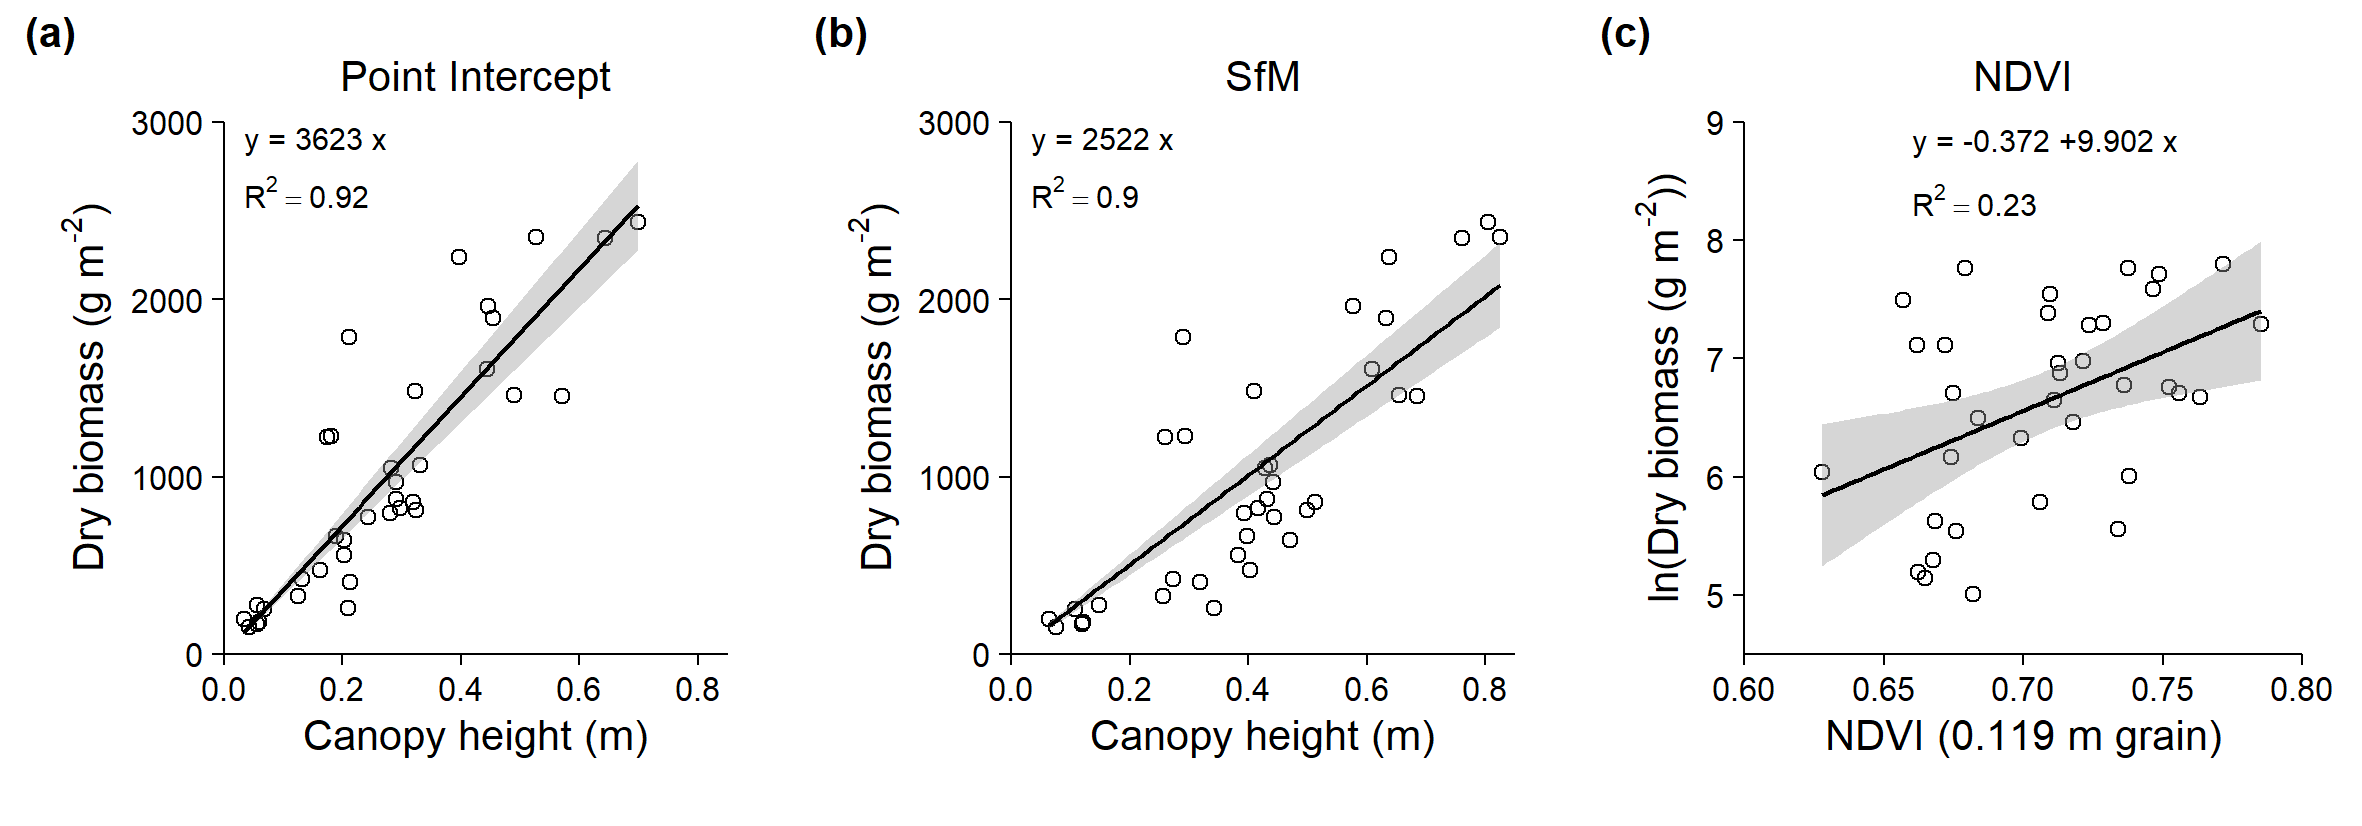 (a)
Point Intercept
y = 3623 x
R² = 0.92
3000
2000
1000
0
Dry biomass (g m⁻²)
0.0 0.2 0.4 0.6 0.8
Canopy height (m)
(b)
SfM
y = 2522 x
R² = 0.9
3000
2000
1000
0
Dry biomass (g m⁻²)
0.0 0.2 0.4 0.6 0.8
Canopy height (m)
(c)
NDVI
y = -0.372 +9.902 x
R² = 0.23
9
8
7
6
5
ln(Dry biomass (g m⁻²))
0.60 0.65 0.70 0.75 0.80
NDVI (0.119 m grain)